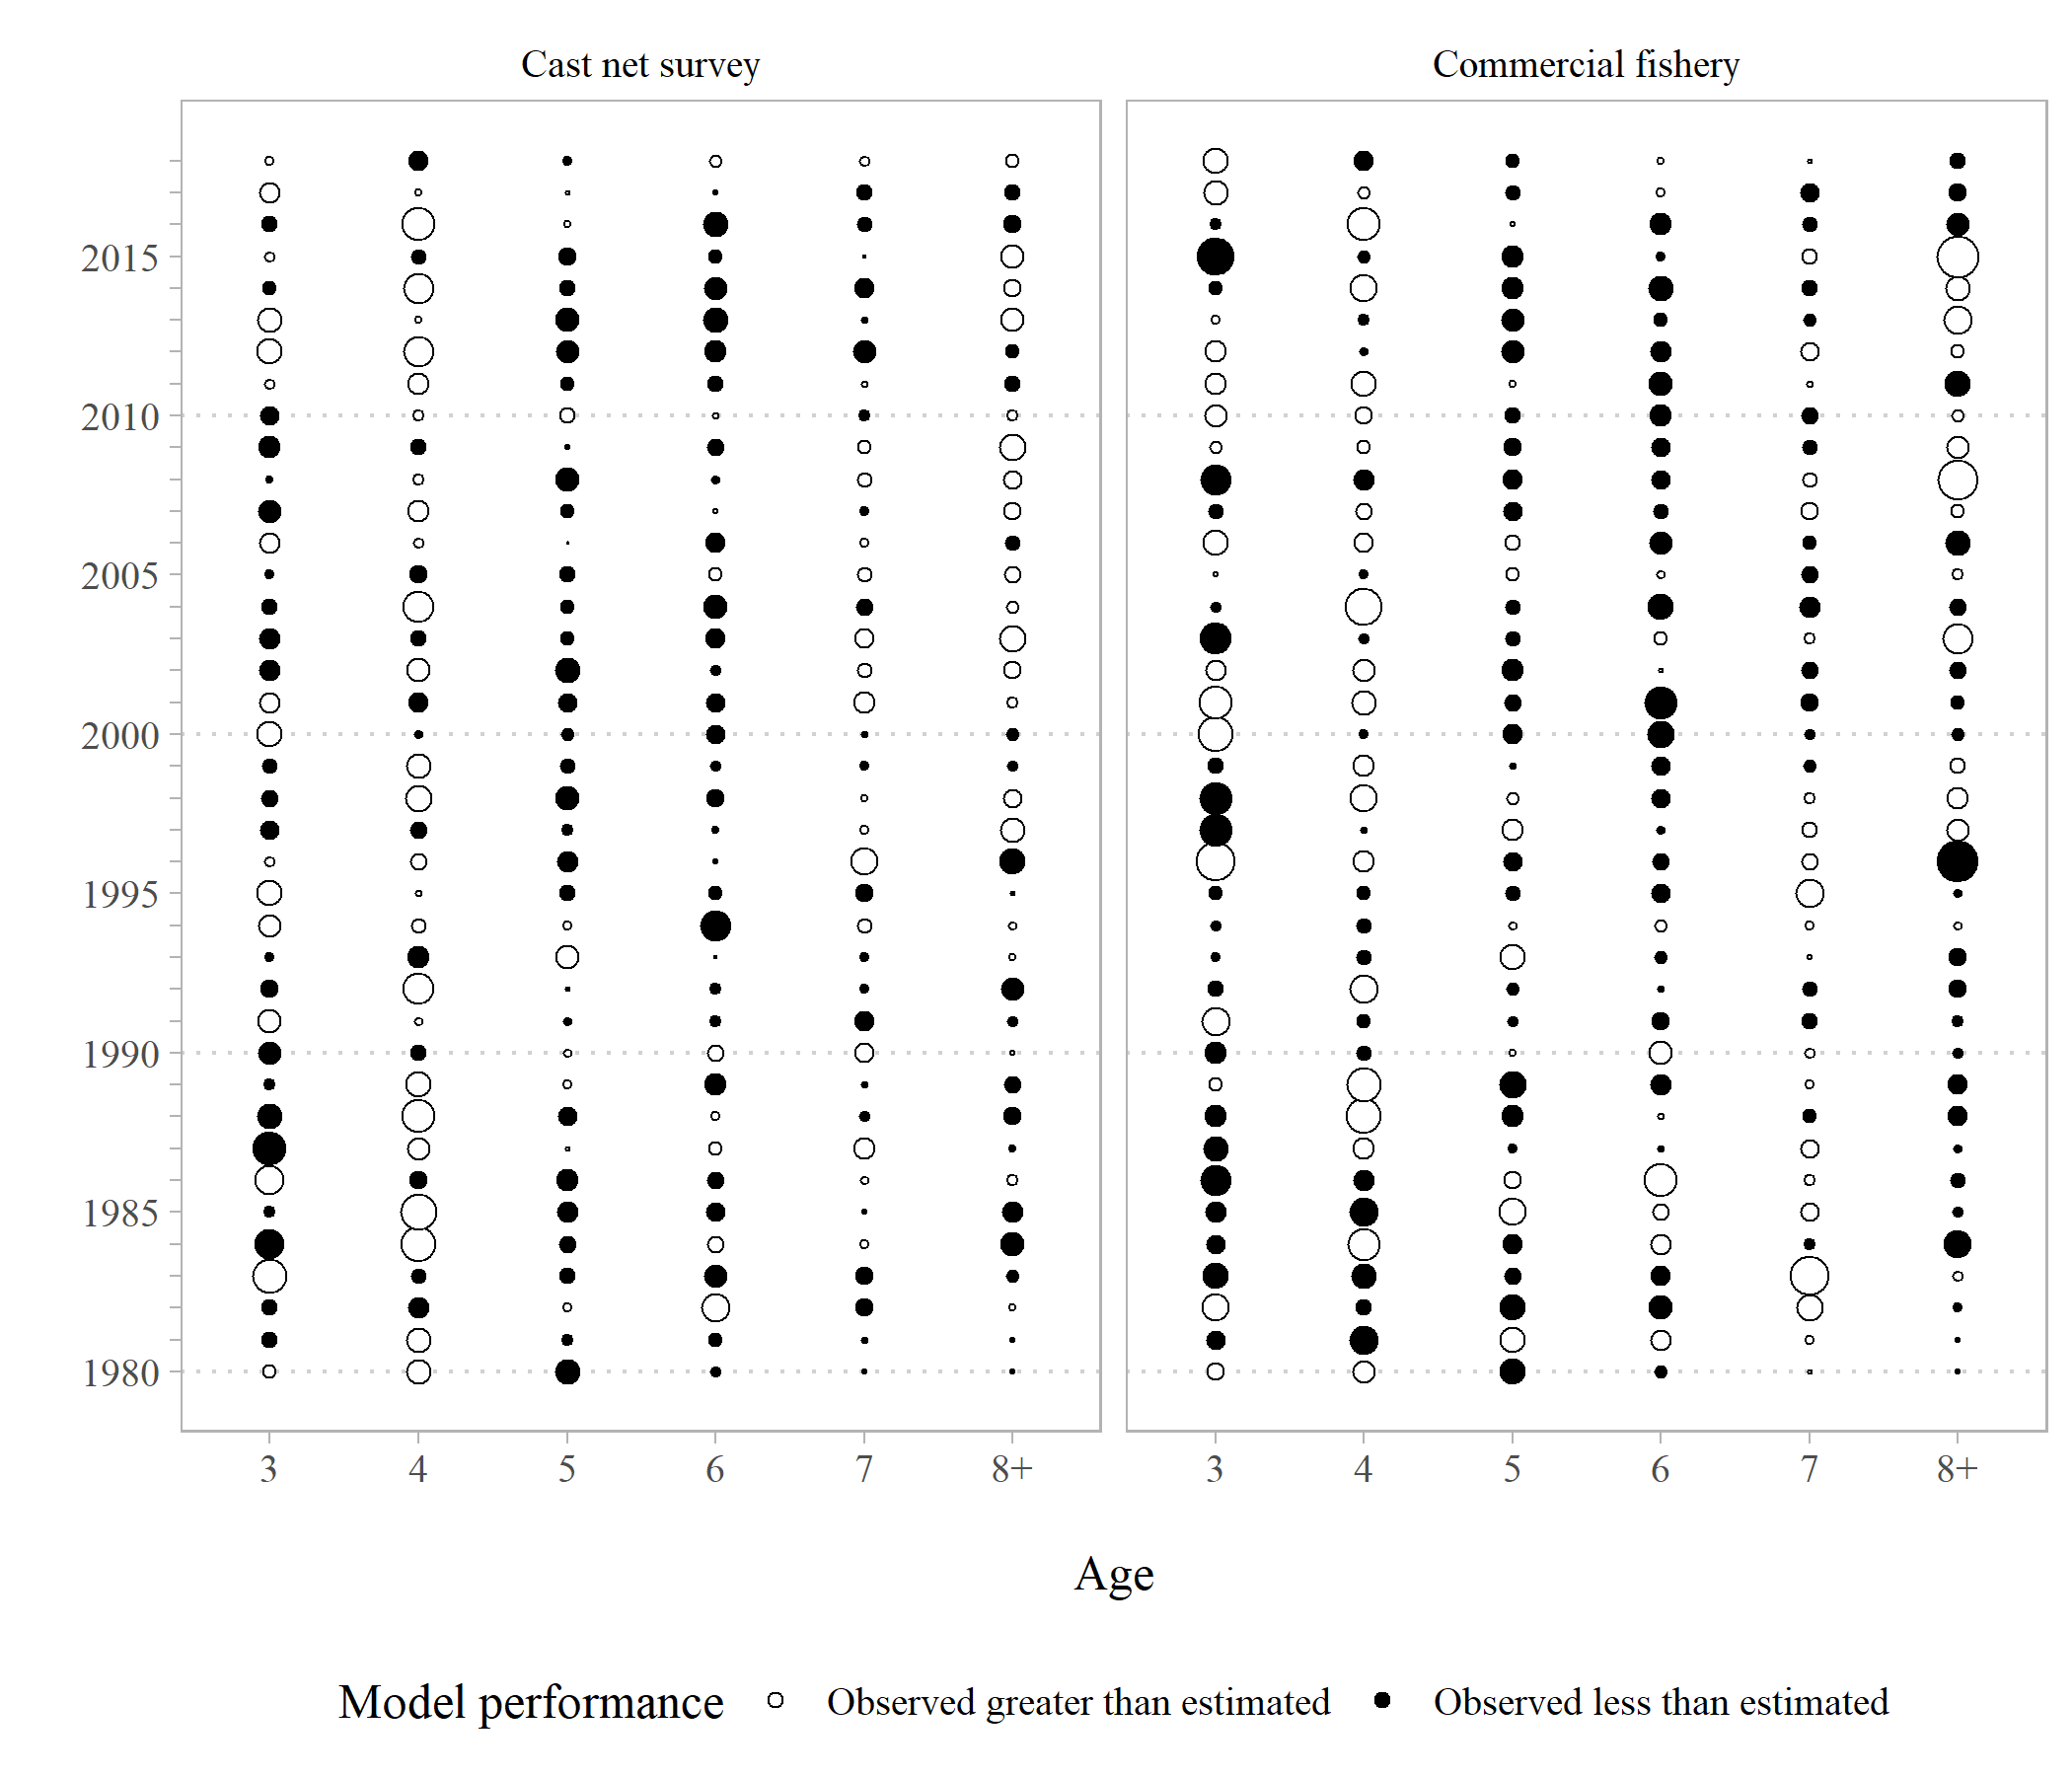 Cast net survey Commercial fishery
2015
2010
2005
2000
1995
1990
1985
1980
3 4 5 6 7 8+ 3 4 5 6 7 8+
Age
Model performance Observed greater than estimated Observed less than estimated